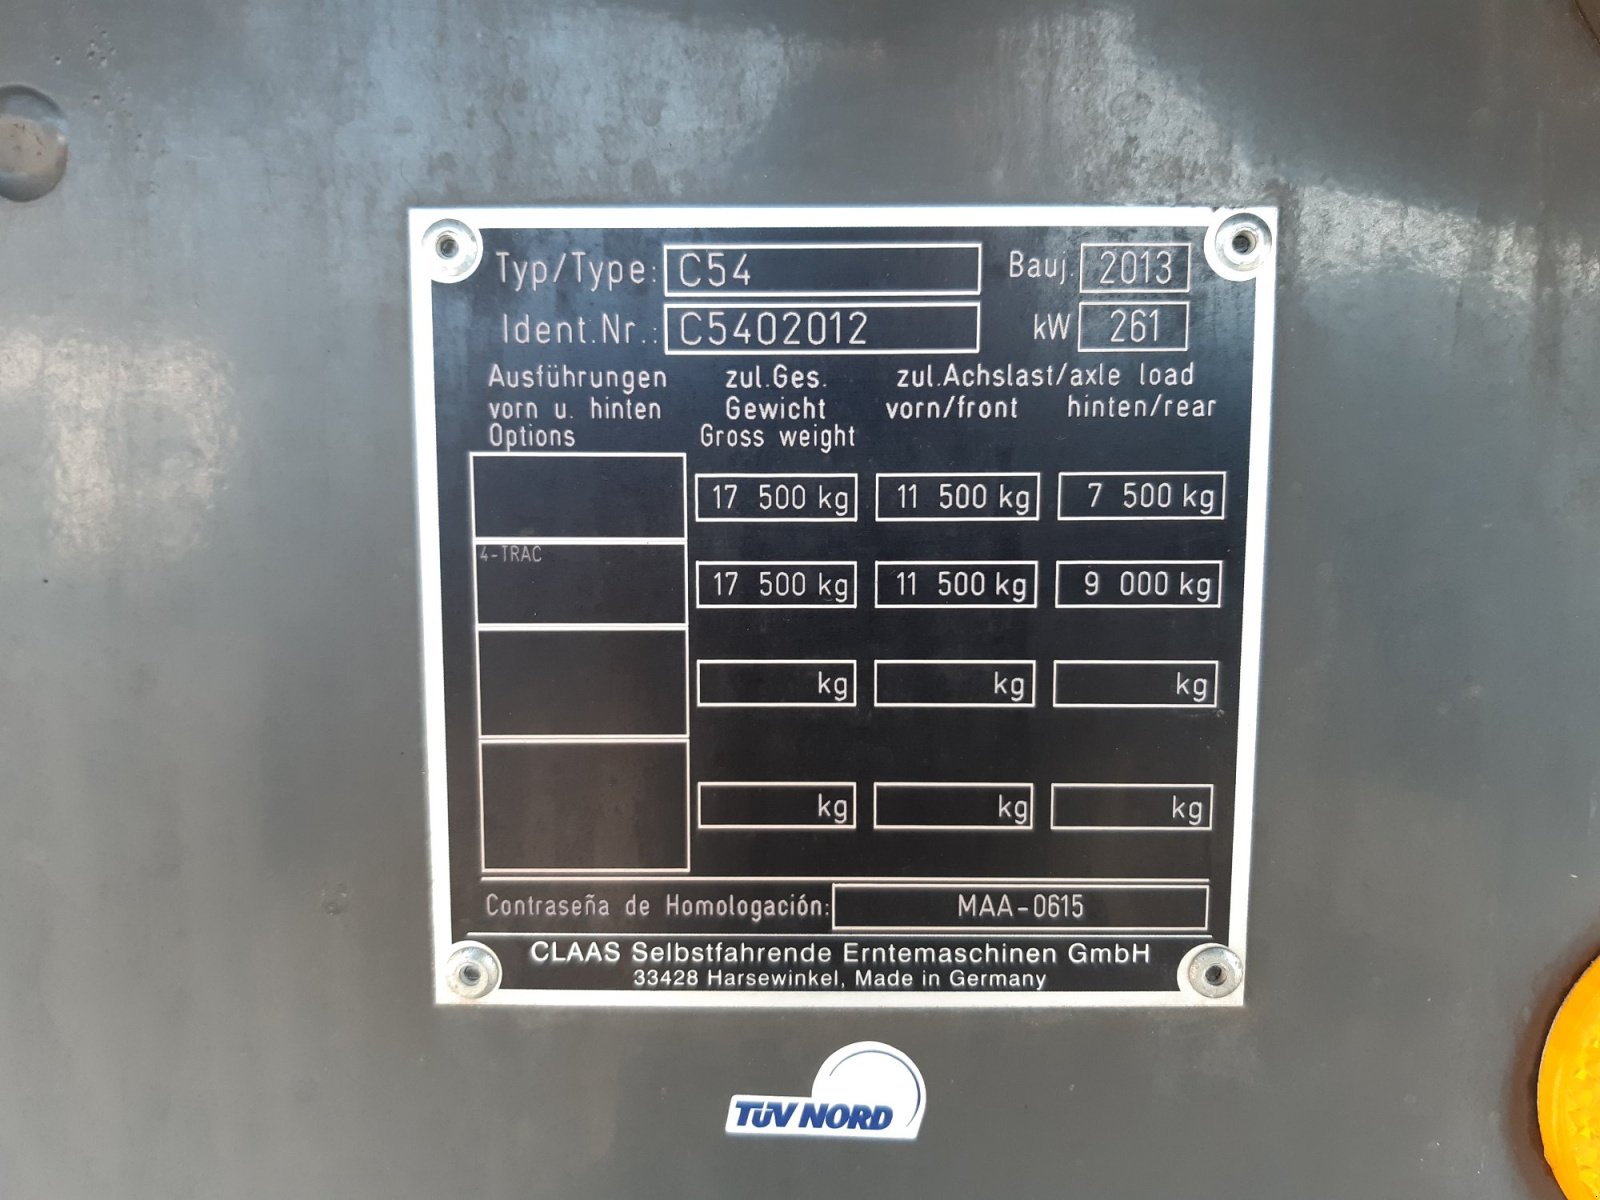 Typ/Type: C54 Bauj. 2013
Ident.Nr.: C5402012 kW 261
Ausführungen zul.Ges. zul.Achslast/axle load
vorn u. hinten Gewicht vorn/front hinten/rear
Options Gross weight
17 500 kg 11 500 kg 7 500 kg
4-TRAC
17 500 kg 11 500 kg 9 000 kg
kg kg kg
kg kg kg
Contraseña de Homologación: MAA-0615
CLAAS Selbstfahrende Erntemaschinen GmbH
33428 Harsewinkel, Made in Germany
TÜV NORD